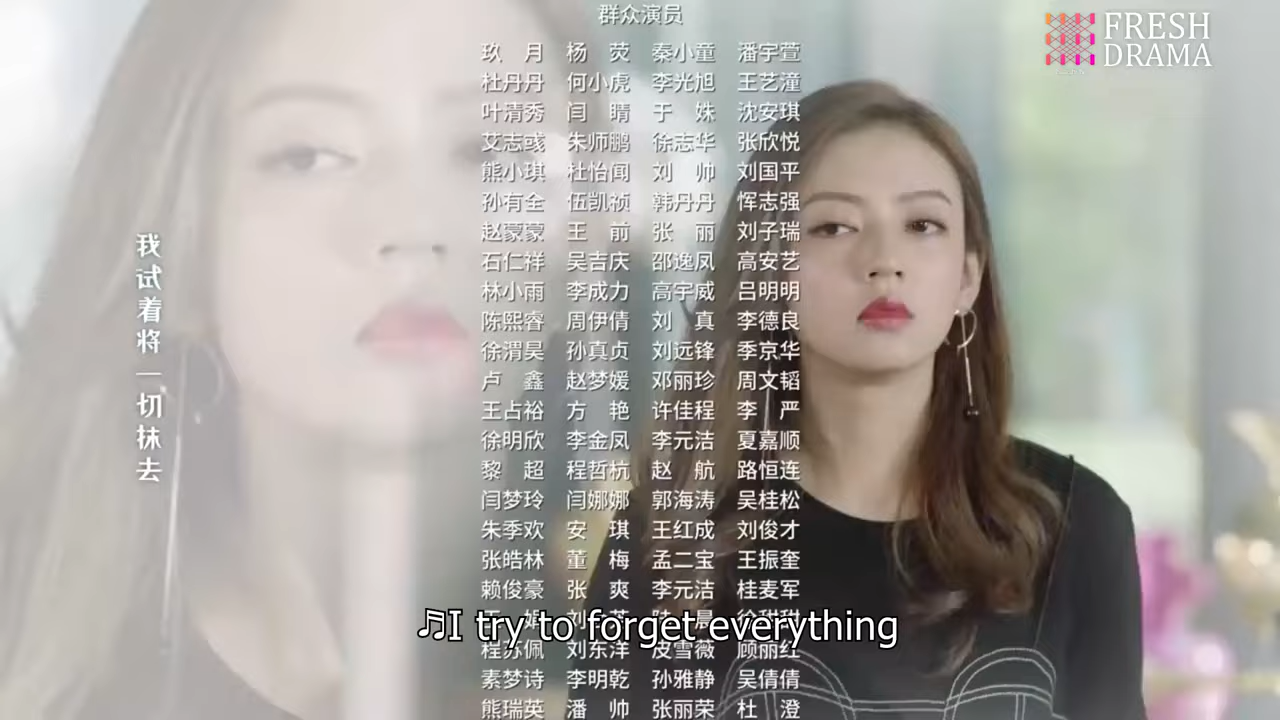 群众演员
FRESH
DRAMA
玖　月　杨　荧　秦小童　潘宇萱
杜丹丹　何小虎　李光旭　王艺潼
叶清秀　闫　睛　于　姝　沈安琪
艾志彧　朱师鹏　徐志华　张欣悦
熊小琪　杜怡闻　刘　帅　刘国平
孙有全　伍凯祯　韩丹丹　恽志强
赵蒙蒙　王　前　张　丽　刘子瑞
石仁祥　吴吉庆　邵逸凤　高安艺
林小雨　李成力　高宇威　吕明明
陈熙睿　周伊倩　刘　真　李德良
徐渭昊　孙真贞　刘远锋　季京华
卢　鑫　赵梦媛　邓丽珍　周文韬
王占裕　方　艳　许佳程　李　严
徐明欣　李金凤　李元洁　夏嘉顺
黎　超　程哲杭　赵　航　路恒连
闫梦玲　闫娜娜　郭海涛　吴桂松
朱季欢　安　琪　王红成　刘俊才
张皓林　董　梅　孟二宝　王振奎
赖俊豪　张　爽　李元洁　桂麦军
程苏佩　刘东洋　皮雪薇　顾丽红
素梦诗　李明乾　孙雅静　吴倩倩
熊瑞英　潘　帅　张丽荣　杜　澄
我试着将一切抹去
♫I try to forget everything